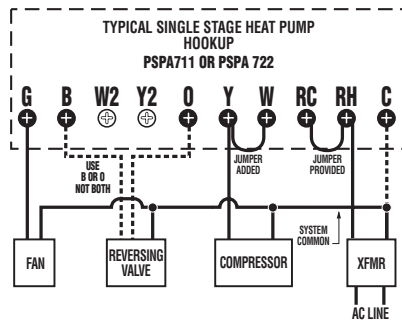 TYPICAL SINGLE STAGE HEAT PUMP
HOOKUP
PSPA711 OR PSPA 722
G B W2 Y2 O Y W RC RH C
USE
B OR O
NOT BOTH
JUMPER
ADDED
JUMPER
PROVIDED
SYSTEM
COMMON
FAN
REVERSING
VALVE
COMPRESSOR
XFMR
AC LINE